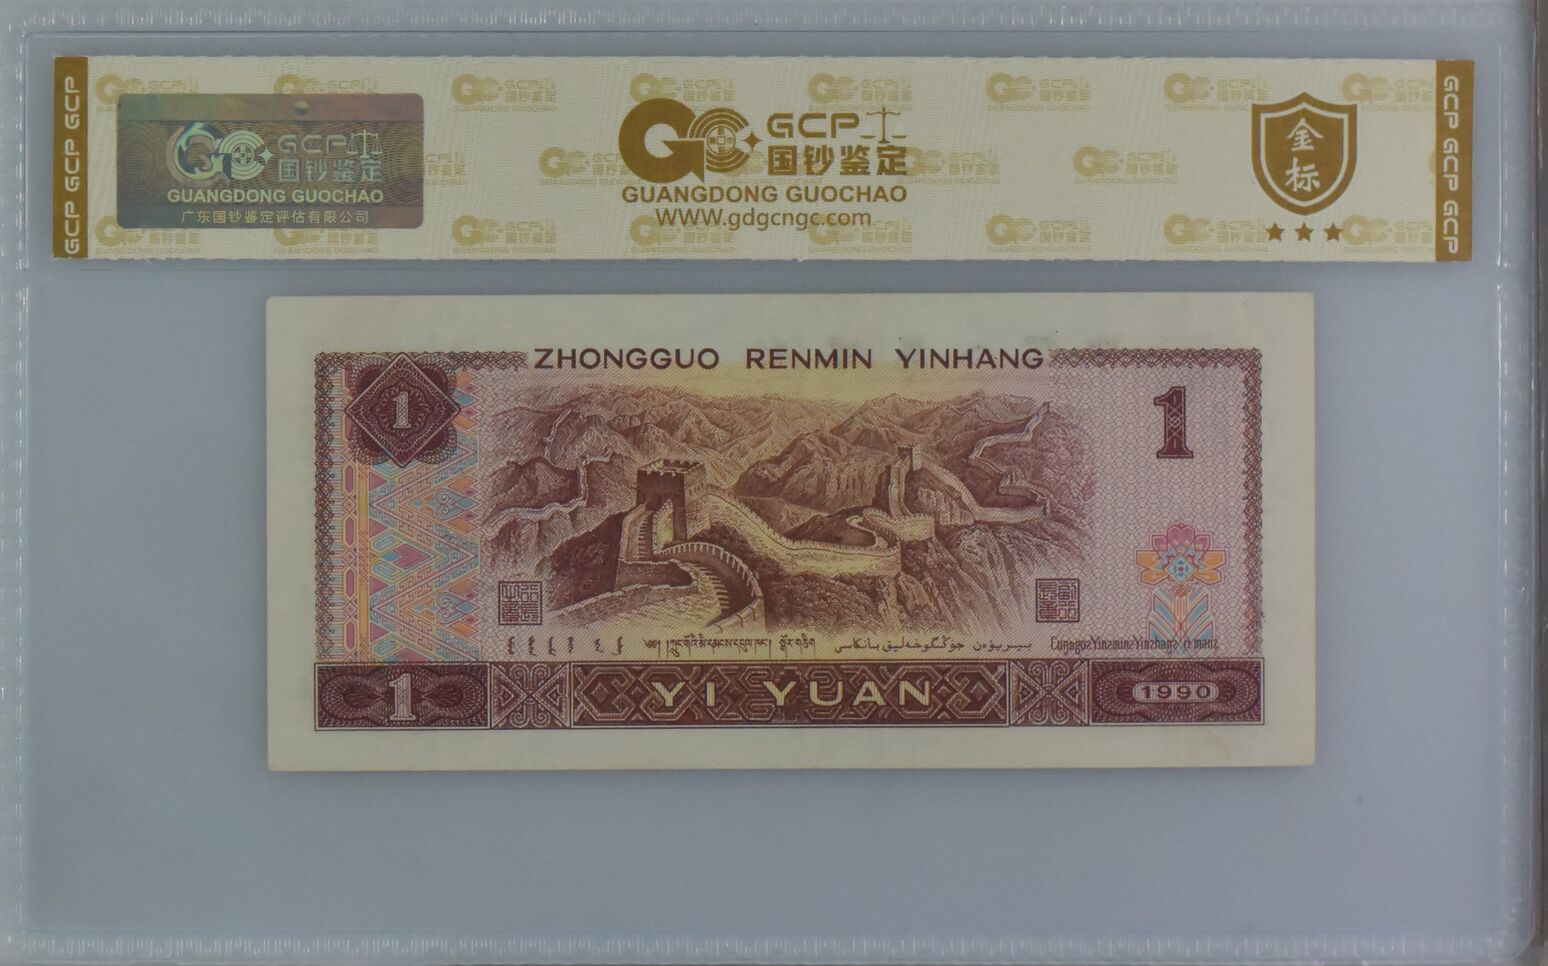 GCP GCP GCP
GCP
国钞鉴定
GUANGDONG GUOCHAO
广东国钞鉴定评估有限公司
GCP
国钞鉴定
GUANGDONG GUOCHAO
WWW.gdgcngc.com
金
标
GCP GCP GCP
ZHONGGUO RENMIN YINHANG
1
1
1
YI YUAN
1990